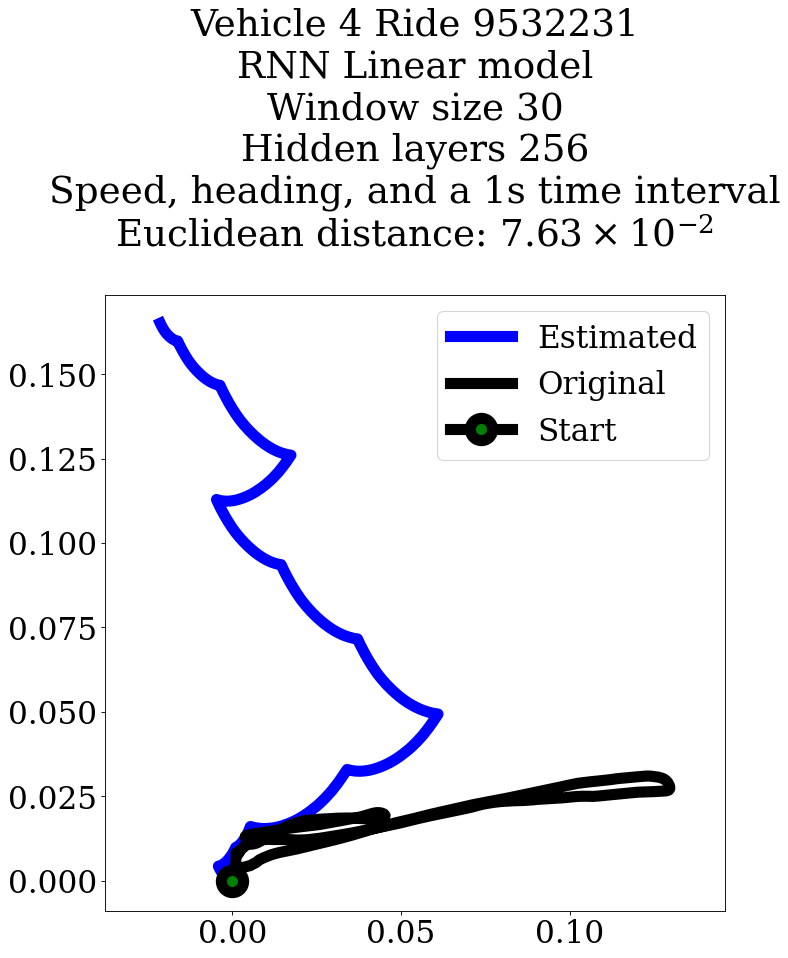 Vehicle 4 Ride 9532231
RNN Linear model
Window size 30
Hidden layers 256
Speed, heading, and a 1s time interval
Euclidean distance: 7.63 × 10⁻²
Estimated
Original
Start
0.150
0.125
0.100
0.075
0.050
0.025
0.000
0.00 0.05 0.10